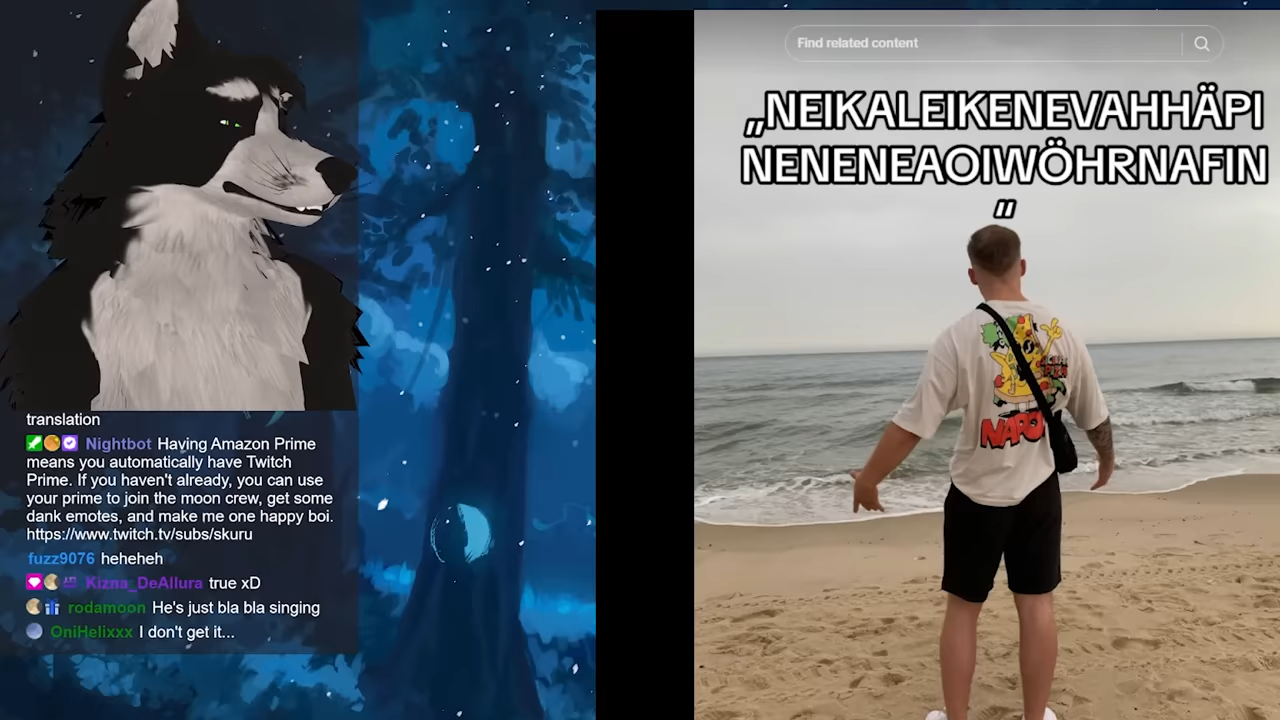 translation
Nightbot Having Amazon Prime
means you automatically have Twitch
Prime. If you haven't already, you can use
your prime to join the moon crew, get some
dank emotes, and make me one happy boi.
https://www.twitch.tv/subs/skuru
fuzz9076 heheheh
Kizna_DeAllura true xD
rodamoon He's just bla bla singing
OniHelixxx I don't get it...
Find related content
„NEIKALEIKENEVAHHÄPI
NENENEAOIWÖHRNAFIN
“